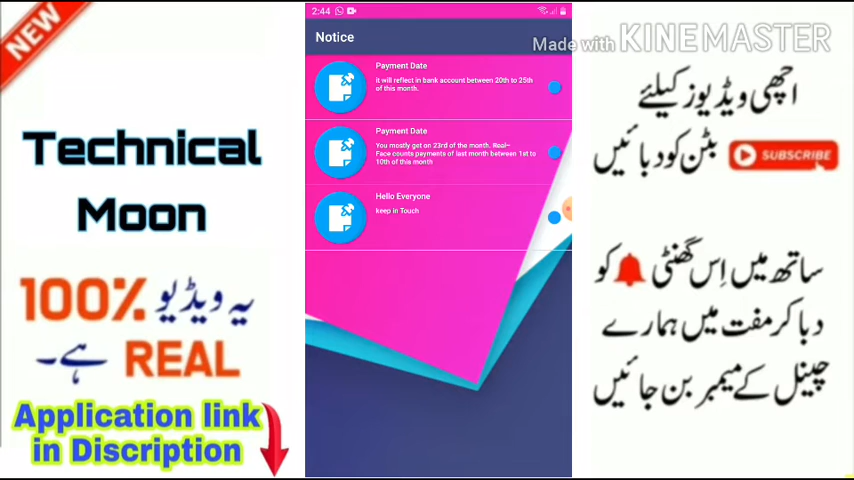 NEW
Technical
Moon
100% یہ ویڈیو
REAL ہے۔
Application link
in Discription
2:44
Notice
Payment Date
It will reflect in bank account between 20th to 25th
of this month.
Payment Date
You mostly get on 23rd of the month. Real--
Face counts payments of last month between 1st to
10th of this month
Hello Everyone
keep in Touch
Made with KINEMASTER
اچھی ویڈیوز کیلئے
SUBSCRIBE بٹن کو دبائیں
ساتھ میں اِس گھنٹی کو
دبا کر مفت میں ہمارے
چینل کے میمبر بن جائیں